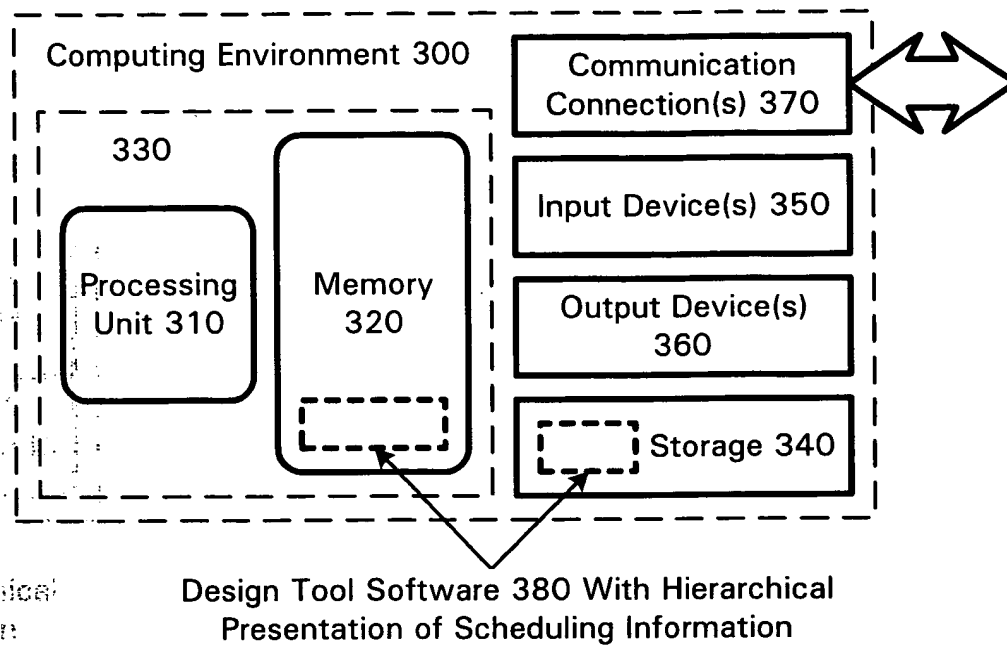 Computing Environment 300
Communication
Connection(s) 370
330
Input Device(s) 350
Processing
Unit 310
Memory
320
Output Device(s)
360
Storage 340
Design Tool Software 380 With Hierarchical
Presentation of Scheduling Information